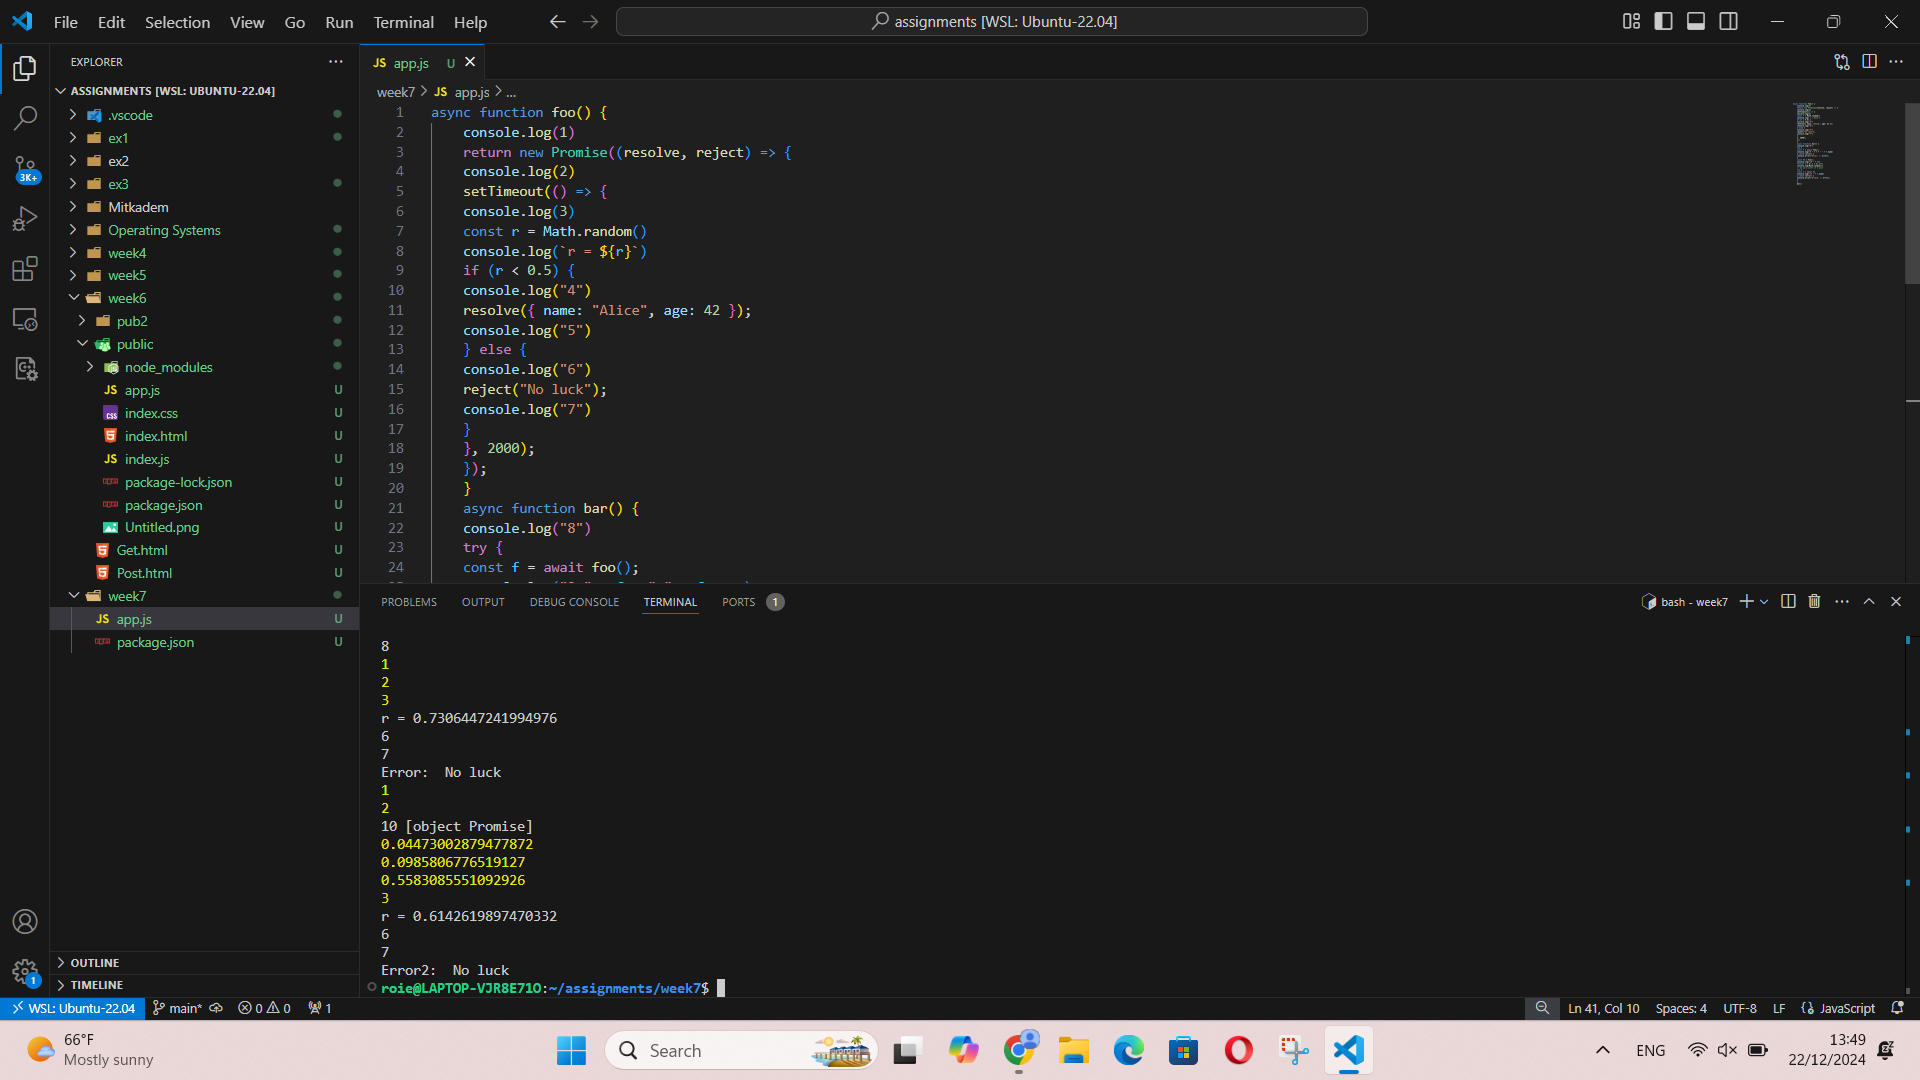 File Edit Selection View Go Run Terminal Help
assignments [WSL: Ubuntu-22.04]
EXPLORER
ASSIGNMENTS [WSL: UBUNTU-22.04]
.vscode
ex1
ex2
ex3
Mitkadem
Operating Systems
week4
week5
week6
pub2
public
node_modules
JS app.js U
css index.css U
index.html U
JS index.js U
package-lock.json U
package.json U
Untitled.png U
Get.html U
Post.html U
week7
JS app.js U
package.json U
OUTLINE
TIMELINE
3K+
1
JS app.js U
week7 > JS app.js > ...
1 async function foo() {
2 console.log(1)
3 return new Promise((resolve, reject) => {
4 console.log(2)
5 setTimeout(() => {
6 console.log(3)
7 const r = Math.random()
8 console.log(`r = ${r}`)
9 if (r < 0.5) {
10 console.log("4")
11 resolve({ name: "Alice", age: 42 });
12 console.log("5")
13 } else {
14 console.log("6")
15 reject("No luck");
16 console.log("7")
17 }
18 }, 2000);
19 });
20 }
21 async function bar() {
22 console.log("8")
23 try {
24 const f = await foo();
PROBLEMS OUTPUT DEBUG CONSOLE TERMINAL PORTS 1
bash - week7
8
1
2
3
r = 0.7306447241994976
6
7
Error:  No luck
1
2
10 [object Promise]
0.04473002879477872
0.0985806776519127
0.5583085551092926
3
r = 0.6142619897470332
6
7
Error2:  No luck
roie@LAPTOP-VJR8E71O:~/assignments/week7$
WSL: Ubuntu-22.04 main* 0 0 1
Ln 41, Col 10 Spaces: 4 UTF-8 LF {} JavaScript
66°F
Mostly sunny
Search
ENG
13:49
22/12/2024